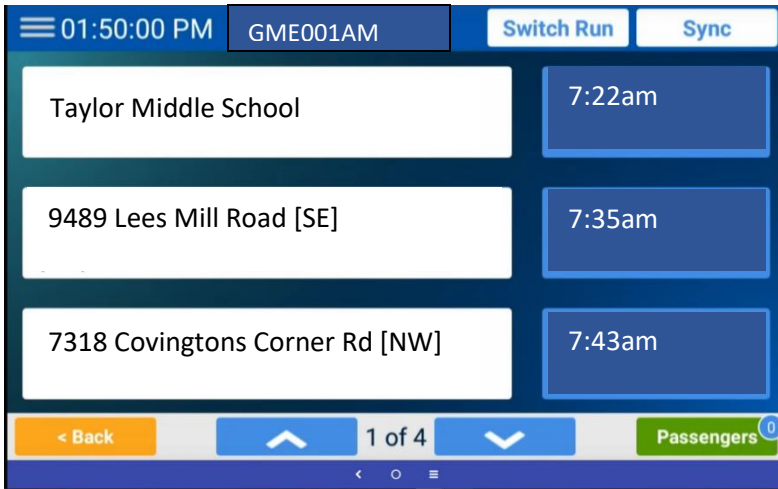 01:50:00 PM GME001AM Switch Run Sync
Taylor Middle School 7:22am
9489 Lees Mill Road [SE] 7:35am
7318 Covingtons Corner Rd [NW] 7:43am
< Back 1 of 4 Passengers 0